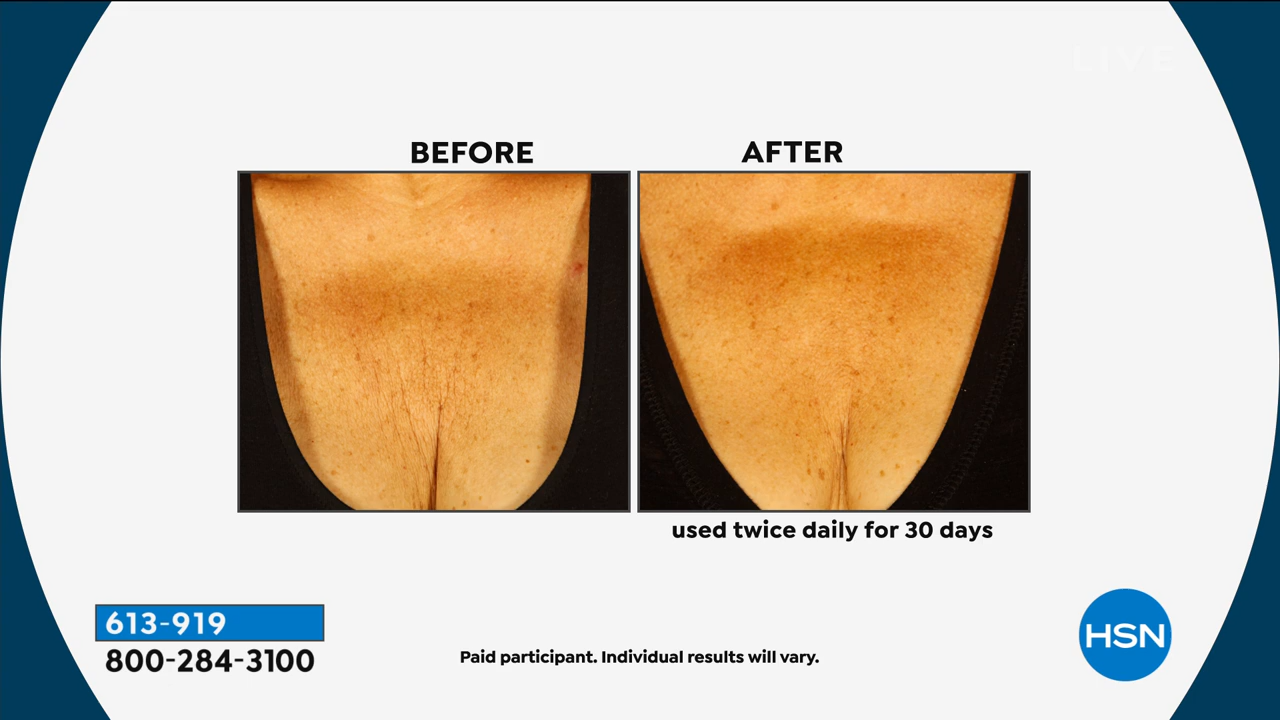 LIVE
BEFORE
AFTER
used twice daily for 30 days
613-919
800-284-3100
Paid participant. Individual results will vary.
HSN